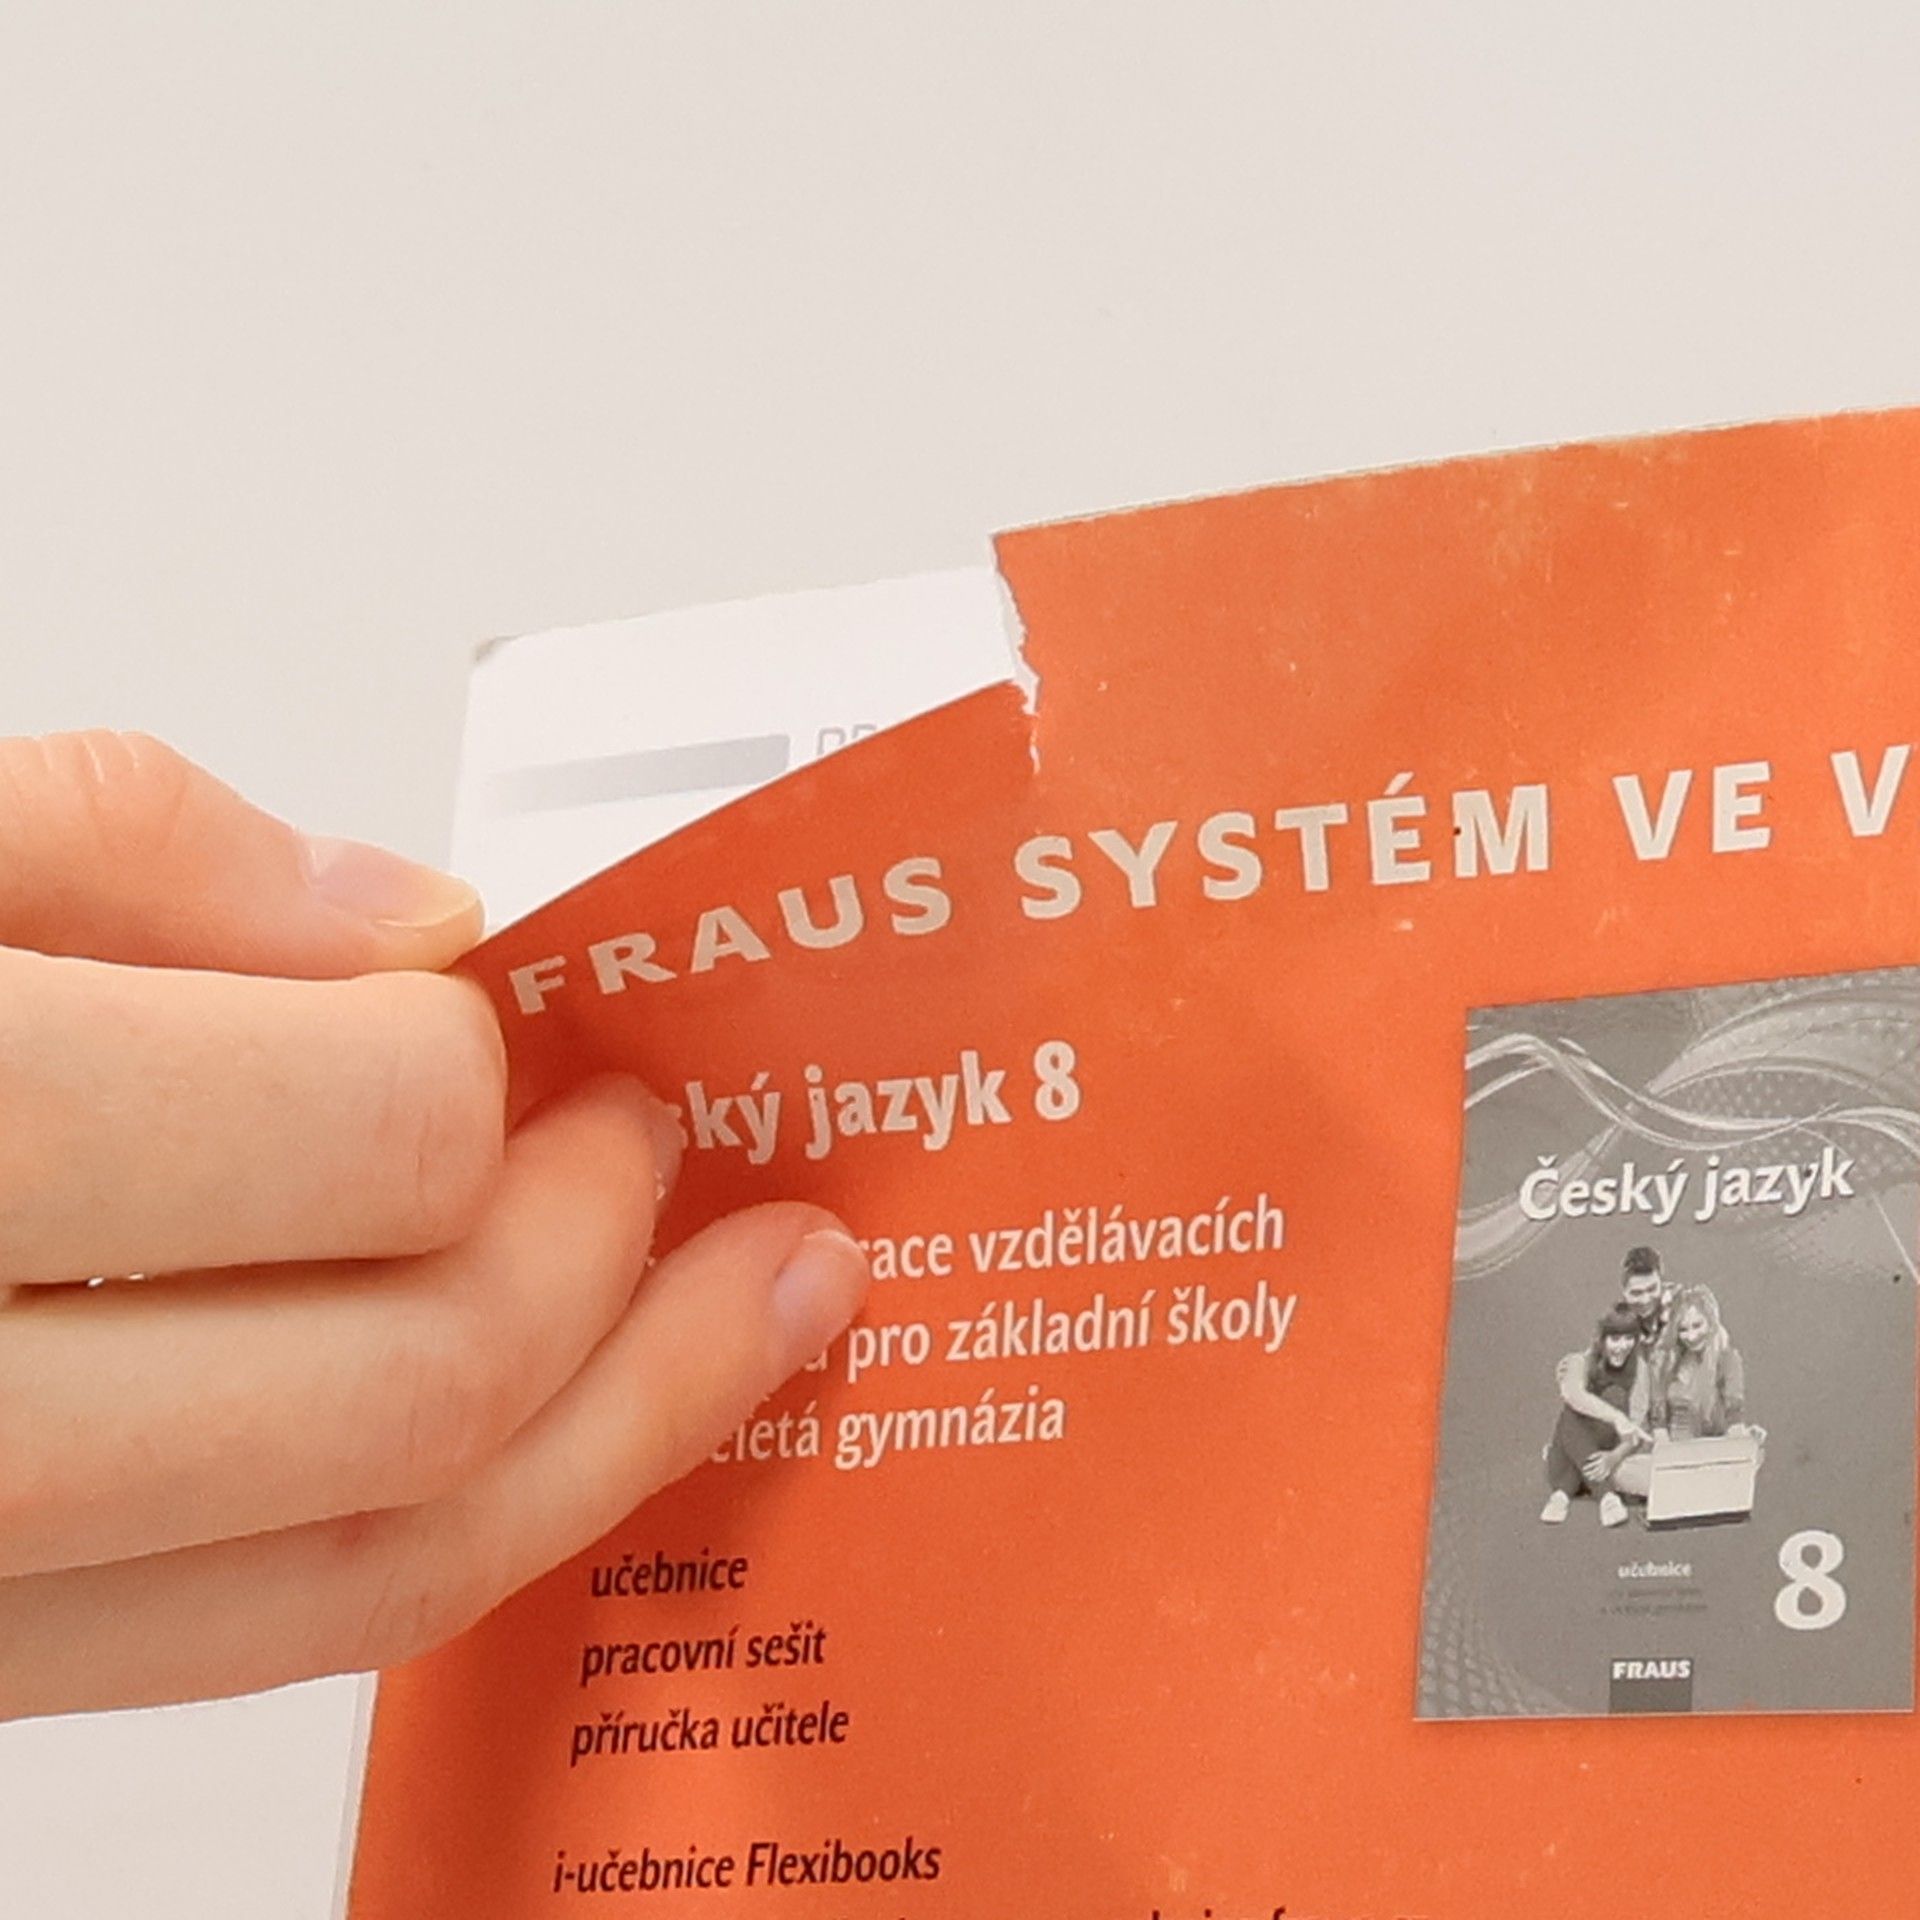 FRAUS SYSTÉM VE V
ský jazyk 8
race vzdělávacích
pro základní školy
letá gymnázia
učebnice
pracovní sešit
příručka učitele
i-učebnice Flexibooks
Český jazyk
učebnice
8
FRAUS